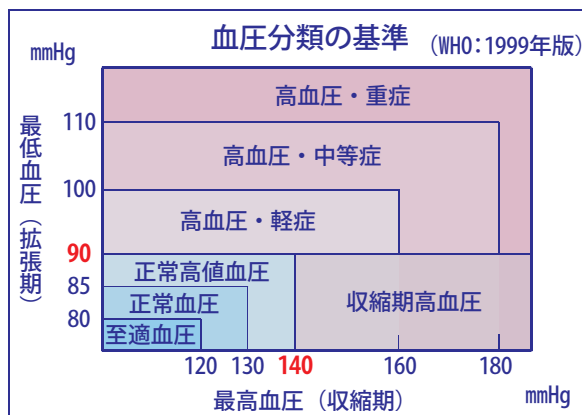 血圧分類の基準 (WHO:1999年版)
mmHg
高血圧・重症
110
高血圧・中等症
100
高血圧・軽症
90
正常高値血圧
85
正常血圧
収縮期高血圧
80
至適血圧
最低血圧(拡張期)
120 130 140 160 180
最高血圧(収縮期) mmHg